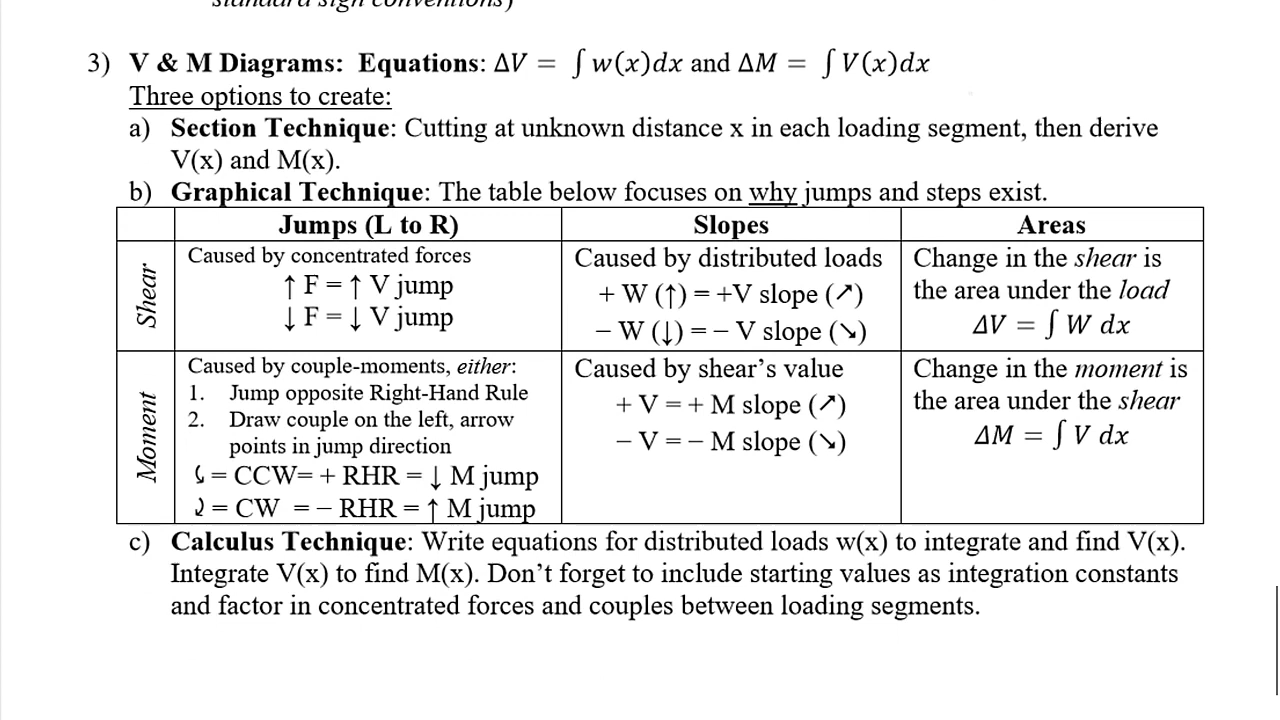 standard sign conventions)
3) V & M Diagrams: Equations: ΔV = ∫ w(x)dx and ΔM = ∫ V(x)dx
Three options to create:
a) Section Technique: Cutting at unknown distance x in each loading segment, then derive
V(x) and M(x).
b) Graphical Technique: The table below focuses on why jumps and steps exist.
Jumps (L to R)
Slopes
Areas
Shear
Caused by concentrated forces
↑ F = ↑ V jump
↓ F = ↓ V jump
Caused by distributed loads
+ W (↑) = +V slope (↗)
− W (↓) = − V slope (↘)
Change in the shear is
the area under the load
ΔV = ∫ W dx
Moment
Caused by couple-moments, either:
1. Jump opposite Right-Hand Rule
2. Draw couple on the left, arrow
points in jump direction
⤹ = CCW= + RHR = ↓ M jump
⤸ = CW = − RHR = ↑ M jump
Caused by shear’s value
+ V = + M slope (↗)
− V = − M slope (↘)
Change in the moment is
the area under the shear
ΔM = ∫ V dx
c) Calculus Technique: Write equations for distributed loads w(x) to integrate and find V(x).
Integrate V(x) to find M(x). Don’t forget to include starting values as integration constants
and factor in concentrated forces and couples between loading segments.